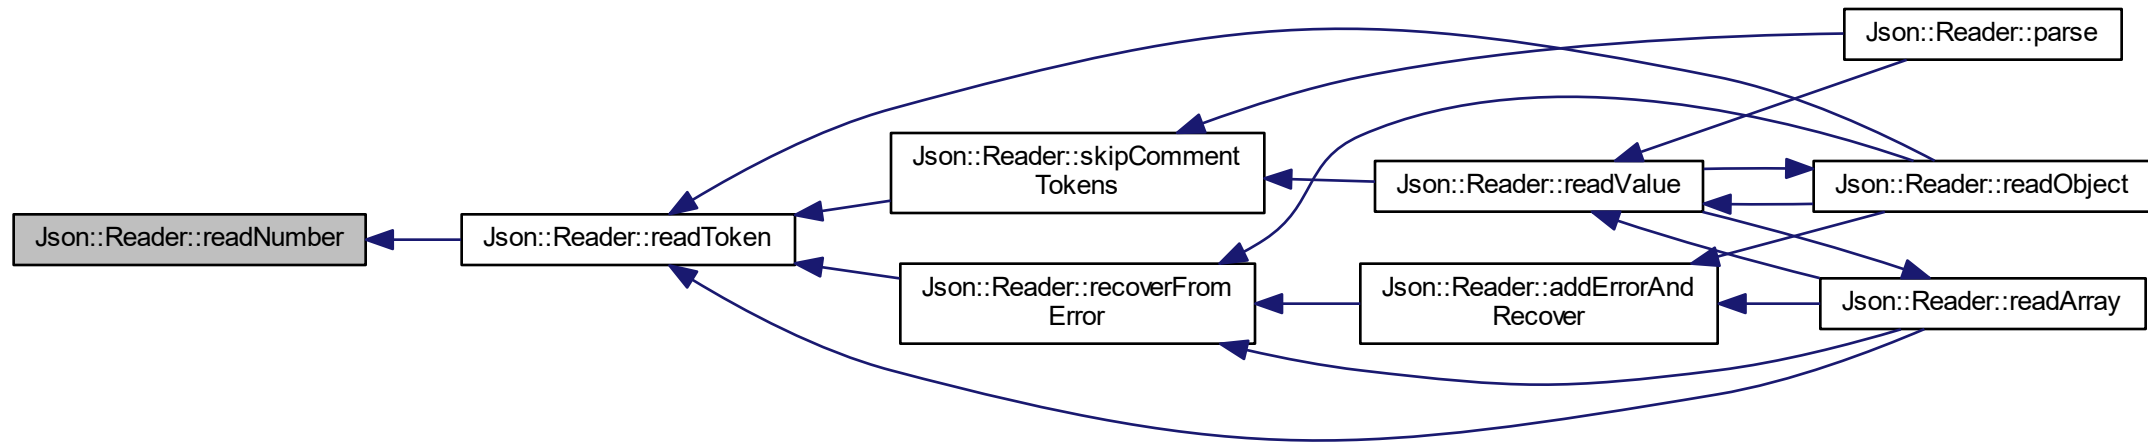 Json::Reader::parse
Json::Reader::skipComment
Tokens
Json::Reader::readValue
Json::Reader::readObject
Json::Reader::readNumber
Json::Reader::readToken
Json::Reader::recoverFrom
Error
Json::Reader::addErrorAnd
Recover
Json::Reader::readArray